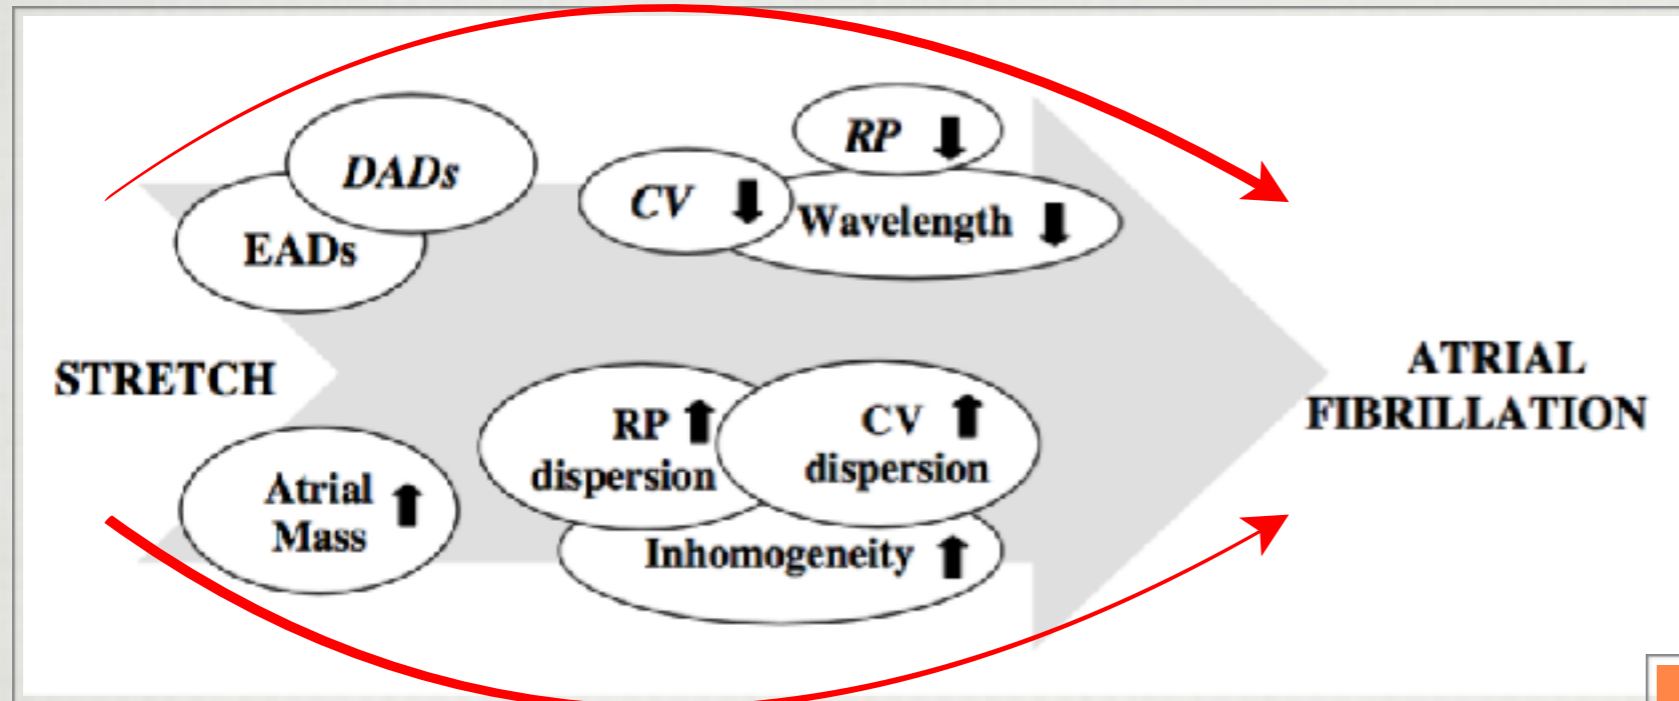 DADs
EADs
CV ⬇
RP ⬇
Wavelength ⬇
STRETCH
Atrial ⬆
Mass
RP ⬆
dispersion
CV ⬆
dispersion
Inhomogeneity ⬆
ATRIAL
FIBRILLATION